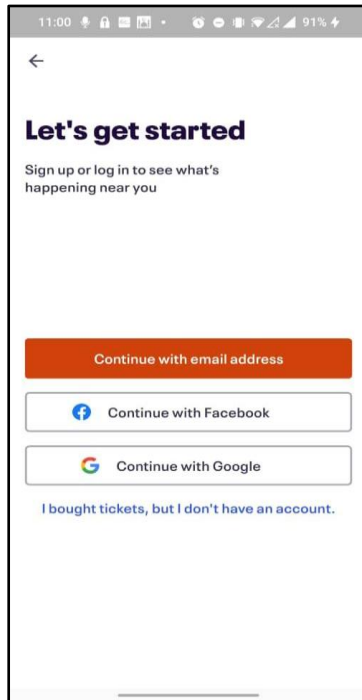 11:00
91%
Let's get started
Sign up or log in to see what's
happening near you
Continue with email address
Continue with Facebook
Continue with Google
I bought tickets, but I don't have an account.